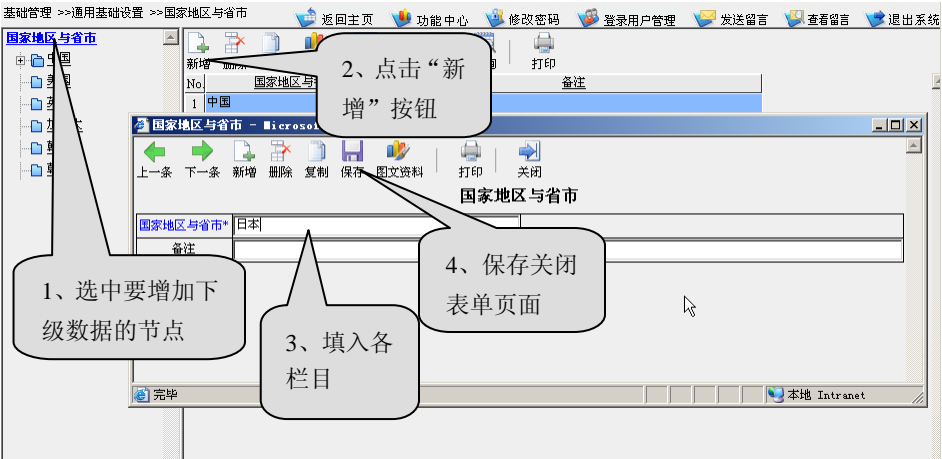 基础管理 >>通用基础设置 >>国家地区与省市
返回主页 功能中心 修改密码 登录用户管理 发送留言 查看留言 退出系统
国家地区与省市
中国
新增 打印
No. 国家地区与 备注
1 中国
国家地区与省市 - Microsof
上一条 下一条 新增 删除 复制 保存 图文资料 打印 关闭
国家地区与省市
国家地区与省市* 日本
备注
完毕 本地 Intranet
1、选中要增加下
级数据的节点
2、点击“新
增”按钮
3、填入各
栏目
4、保存关闭
表单页面